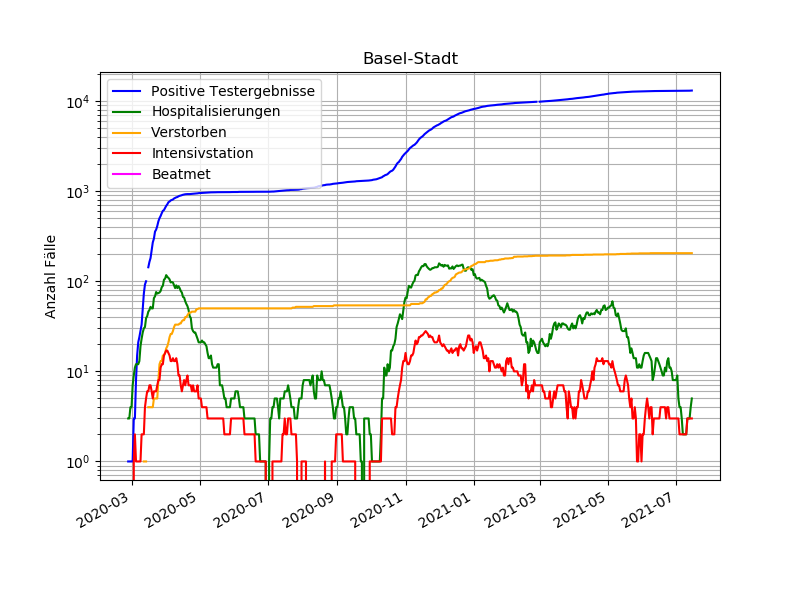 Basel-Stadt
Positive Testergebnisse
Hospitalisierungen
Verstorben
Intensivstation
Beatmet
Anzahl Fälle
10⁴
10³
10²
10¹
10⁰
2020-03
2020-05
2020-07
2020-09
2020-11
2021-01
2021-03
2021-05
2021-07